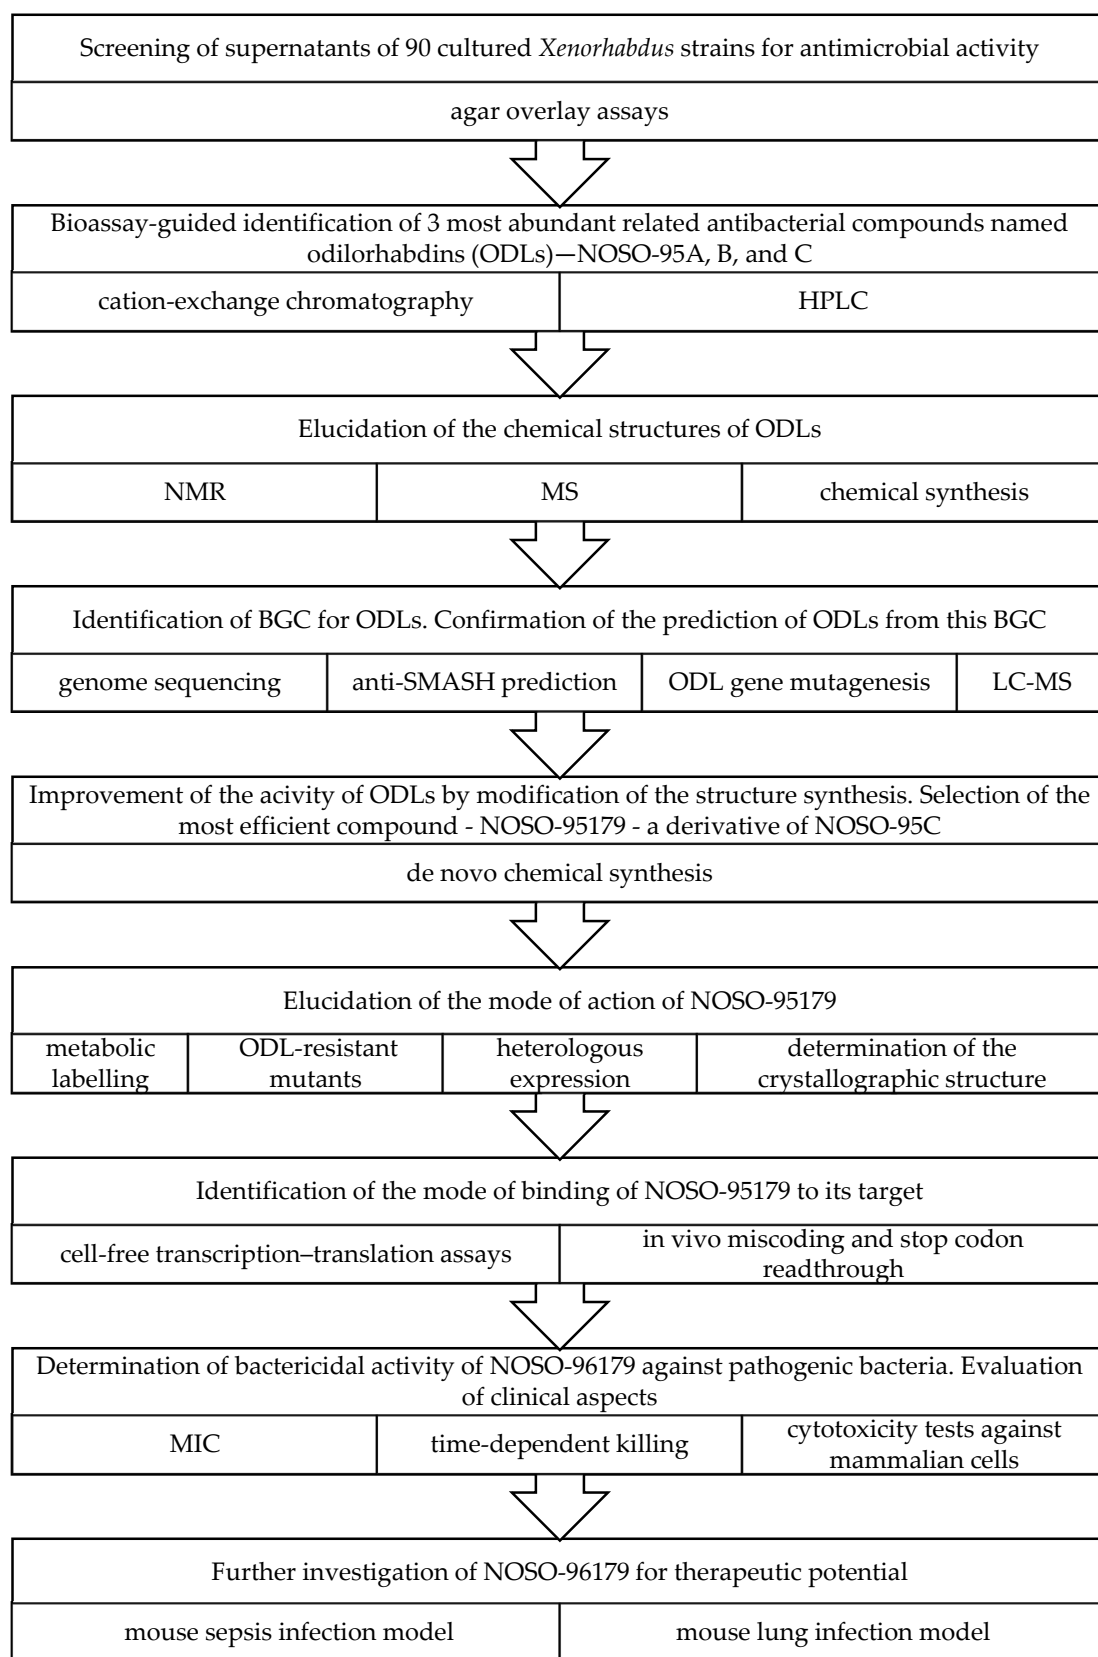 Screening of supernatants of 90 cultured Xenorhabdus strains for antimicrobial activity
agar overlay assays
Bioassay-guided identification of 3 most abundant related antibacterial compounds named
odilorhabdins (ODLs)—NOSO-95A, B, and C
cation-exchange chromatography
HPLC
Elucidation of the chemical structures of ODLs
NMR
MS
chemical synthesis
Identification of BGC for ODLs. Confirmation of the prediction of ODLs from this BGC
genome sequencing
anti-SMASH prediction
ODL gene mutagenesis
LC-MS
Improvement of the acivity of ODLs by modification of the structure synthesis. Selection of the
most efficient compound - NOSO-95179 - a derivative of NOSO-95C
de novo chemical synthesis
Elucidation of the mode of action of NOSO-95179
metabolic
labelling
ODL-resistant
mutants
heterologous
expression
determination of the
crystallographic structure
Identification of the mode of binding of NOSO-95179 to its target
cell-free transcription–translation assays
in vivo miscoding and stop codon
readthrough
Determination of bactericidal activity of NOSO-96179 against pathogenic bacteria. Evaluation
of clinical aspects
MIC
time-dependent killing
cytotoxicity tests against
mammalian cells
Further investigation of NOSO-96179 for therapeutic potential
mouse sepsis infection model
mouse lung infection model